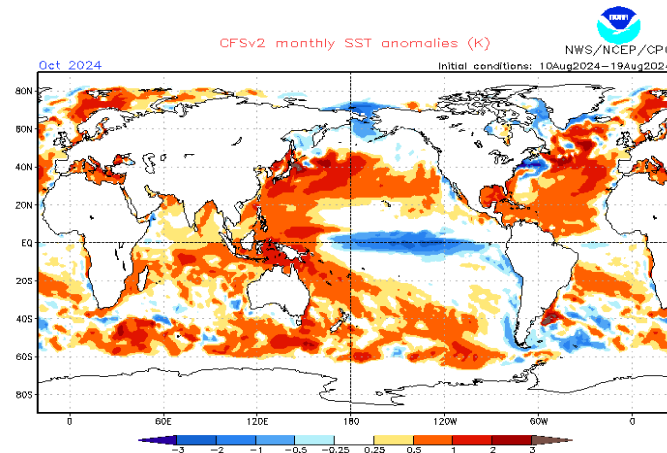 noaa
CFSv2 monthly SST anomalies (K)
NWS/NCEP/CPC
Oct 2024
Initial conditions: 10Aug2024-19Aug2024
80N
60N
40N
20N
EQ
20S
40S
60S
80S
0 60E 120E 180 120W 60W 0
-3 -2 -1 -0.5 -0.25 0.25 0.5 1 2 3